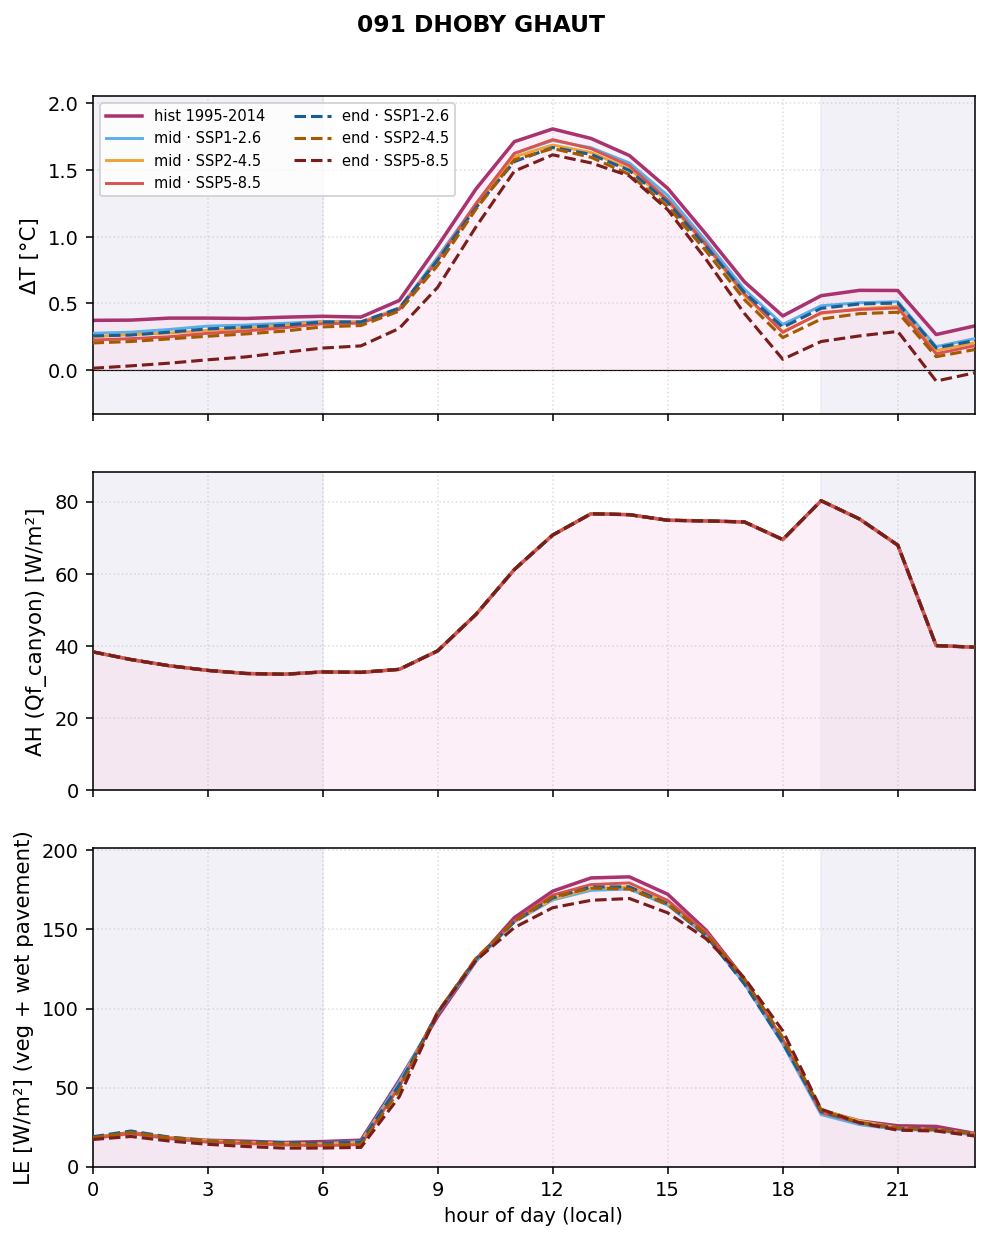 091 DHOBY GHAUT
hist 1995-2014
mid · SSP1-2.6
mid · SSP2-4.5
mid · SSP5-8.5
end · SSP1-2.6
end · SSP2-4.5
end · SSP5-8.5
ΔT [°C]
2.0
1.5
1.0
0.5
0.0
AH (Qf_canyon) [W/m²]
80
60
40
20
0
LE [W/m²] (veg + wet pavement)
200
150
100
50
0
0 3 6 9 12 15 18 21
hour of day (local)